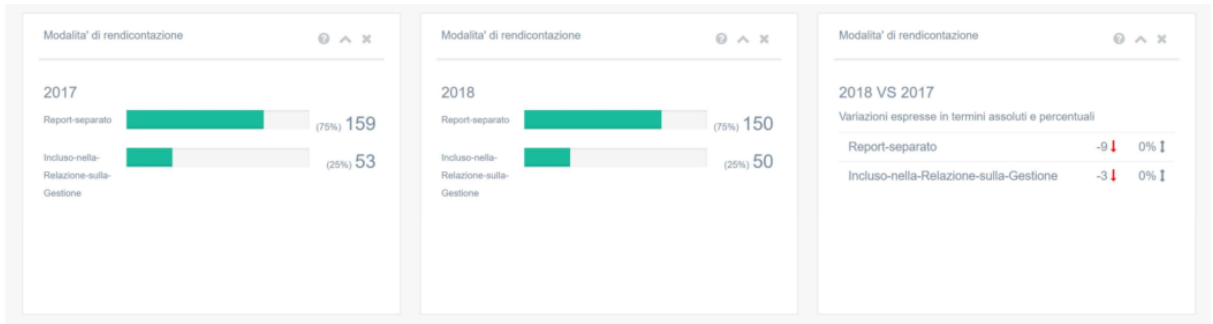 Modalita' di rendicontazione
2017
Report-separato (75%) 159
Incluso-nella-
Relazione-sulla-
Gestione
(25%) 53
Modalita' di rendicontazione
2018
Report-separato (75%) 150
Incluso-nella-
Relazione-sulla-
Gestione
(25%) 50
Modalita' di rendicontazione
2018 VS 2017
Variazioni espresse in termini assoluti e percentuali
Report-separato -9 0%
Incluso-nella-Relazione-sulla-Gestione -3 0%